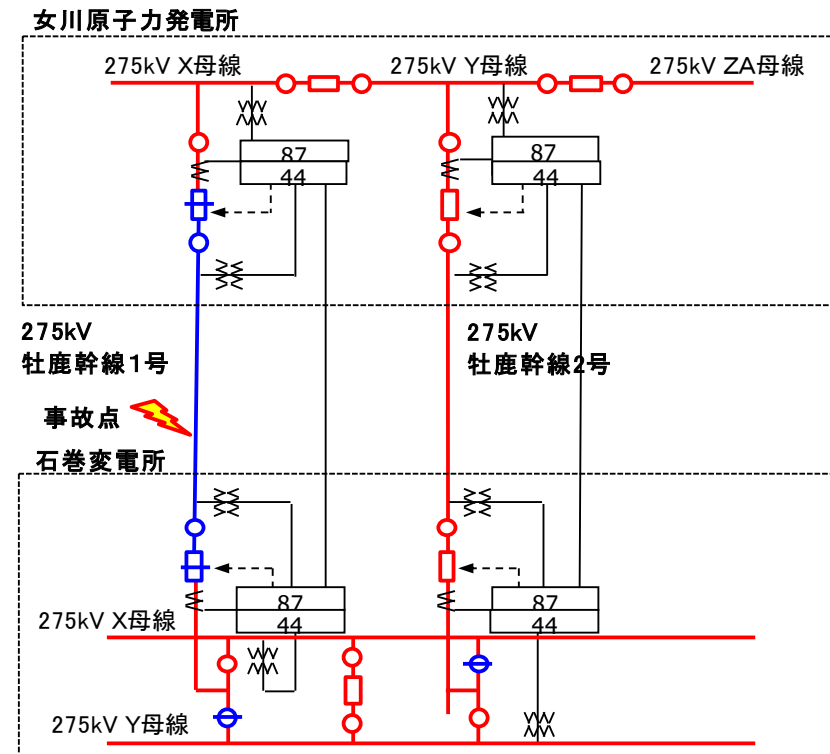 女川原子力発電所
275kV X母線
275kV Y母線
275kV ZA母線
87
44
87
44
275kV
牡鹿幹線1号
275kV
牡鹿幹線2号
事故点
石巻変電所
87
44
87
44
275kV X母線
275kV Y母線